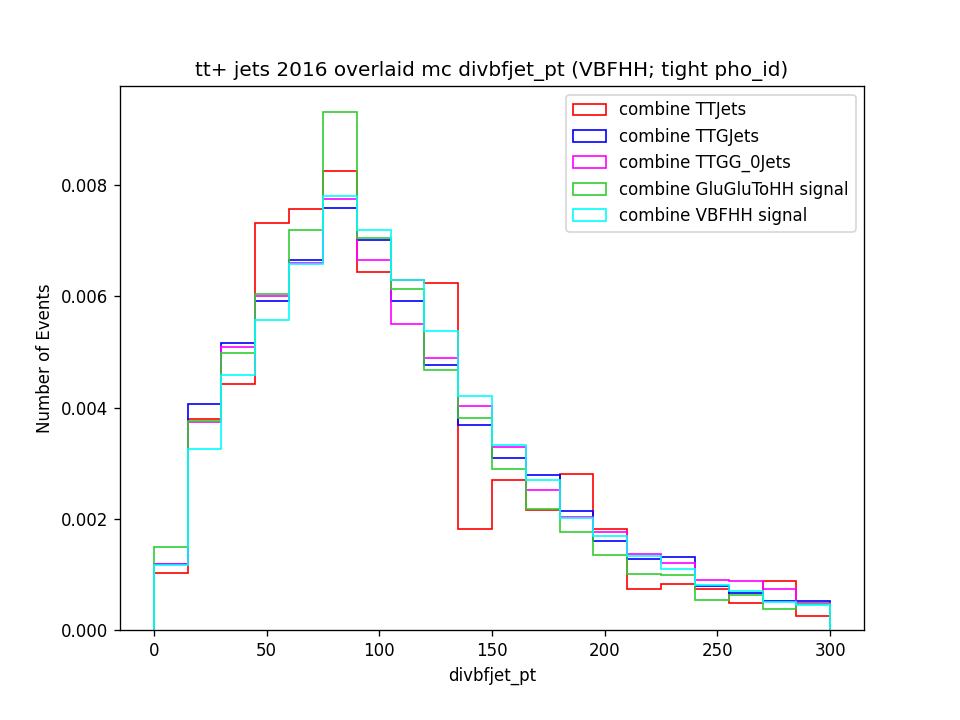 tt+ jets 2016 overlaid mc divbfjet_pt (VBFHH; tight pho_id)
combine TTJets
combine TTGJets
combine TTGG_0Jets
combine GluGluToHH signal
combine VBFHH signal
Number of Events
0.008
0.006
0.004
0.002
0.000
0 50 100 150 200 250 300
divbfjet_pt